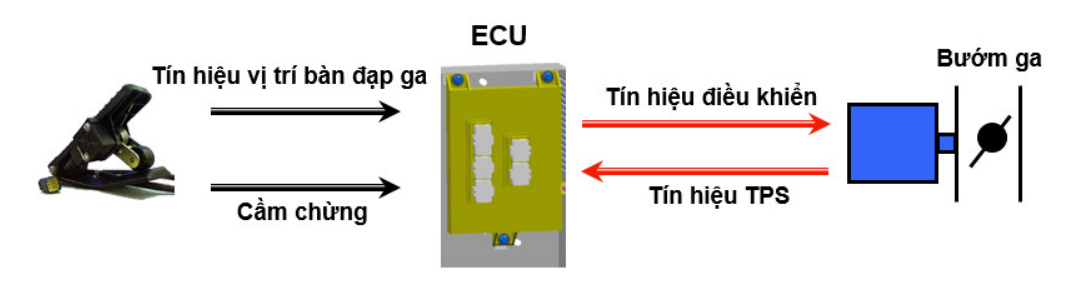 ECU
Bướm ga
Tín hiệu vị trí bàn đạp ga
Tín hiệu điều khiển
Cầm chừng
Tín hiệu TPS